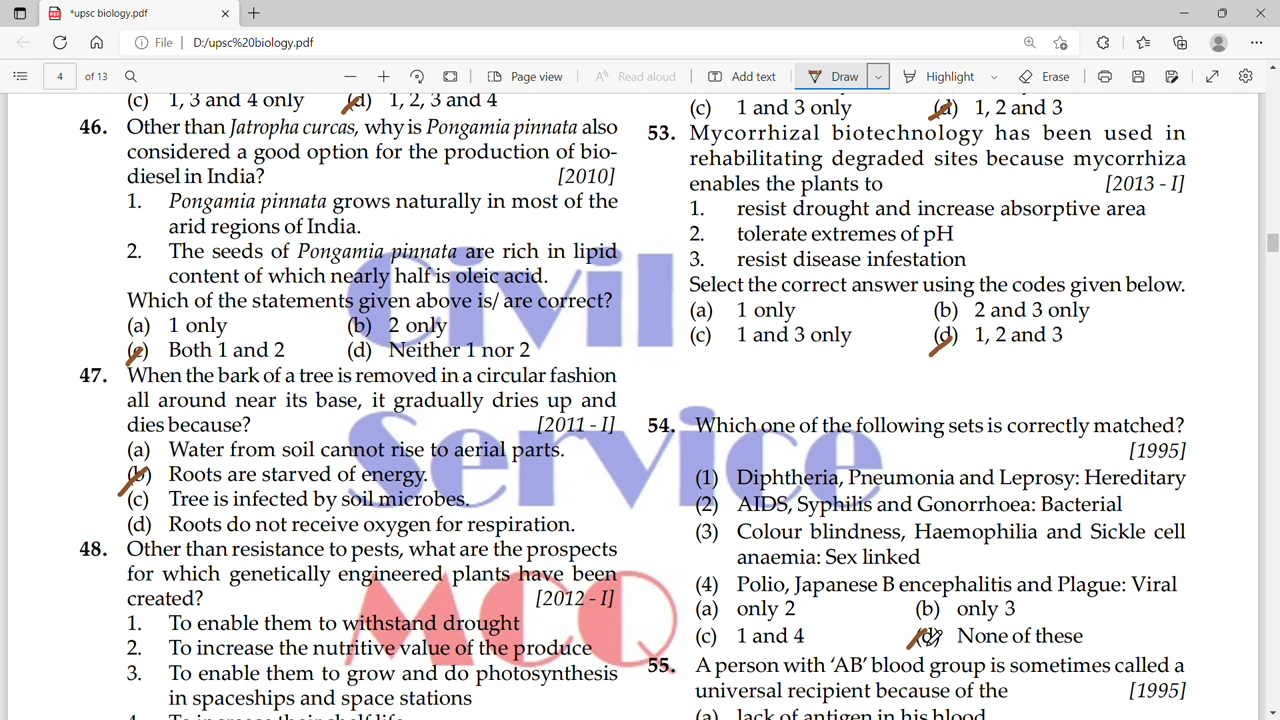 *upsc biology.pdf
File
D:/upsc%20biology.pdf
4 of 13
Page view
Read aloud
Add text
Draw
Highlight
Erase
(c) 1, 3 and 4 only (d) 1, 2, 3 and 4
46. Other than Jatropha curcas, why is Pongamia pinnata also
considered a good option for the production of bio-
diesel in India? [2010]
1. Pongamia pinnata grows naturally in most of the
arid regions of India.
2. The seeds of Pongamia pinnata are rich in lipid
content of which nearly half is oleic acid.
Which of the statements given above is/ are correct?
(a) 1 only (b) 2 only
(c) Both 1 and 2 (d) Neither 1 nor 2
47. When the bark of a tree is removed in a circular fashion
all around near its base, it gradually dries up and
dies because? [2011 - I]
(a) Water from soil cannot rise to aerial parts.
(b) Roots are starved of energy.
(c) Tree is infected by soil microbes.
(d) Roots do not receive oxygen for respiration.
48. Other than resistance to pests, what are the prospects
for which genetically engineered plants have been
created? [2012 - I]
1. To enable them to withstand drought
2. To increase the nutritive value of the produce
3. To enable them to grow and do photosynthesis
in spaceships and space stations
4. To increase their shelf life
(c) 1 and 3 only (d) 1, 2 and 3
53. Mycorrhizal biotechnology has been used in
rehabilitating degraded sites because mycorrhiza
enables the plants to [2013 - I]
1. resist drought and increase absorptive area
2. tolerate extremes of pH
3. resist disease infestation
Select the correct answer using the codes given below.
(a) 1 only (b) 2 and 3 only
(c) 1 and 3 only (d) 1, 2 and 3
54. Which one of the following sets is correctly matched?
[1995]
(1) Diphtheria, Pneumonia and Leprosy: Hereditary
(2) AIDS, Syphilis and Gonorrhoea: Bacterial
(3) Colour blindness, Haemophilia and Sickle cell
anaemia: Sex linked
(4) Polio, Japanese B encephalitis and Plague: Viral
(a) only 2 (b) only 3
(c) 1 and 4 (d) None of these
55. A person with ‘AB’ blood group is sometimes called a
universal recipient because of the [1995]
(a) lack of antigen in his blood
Civil
Service
MCQ